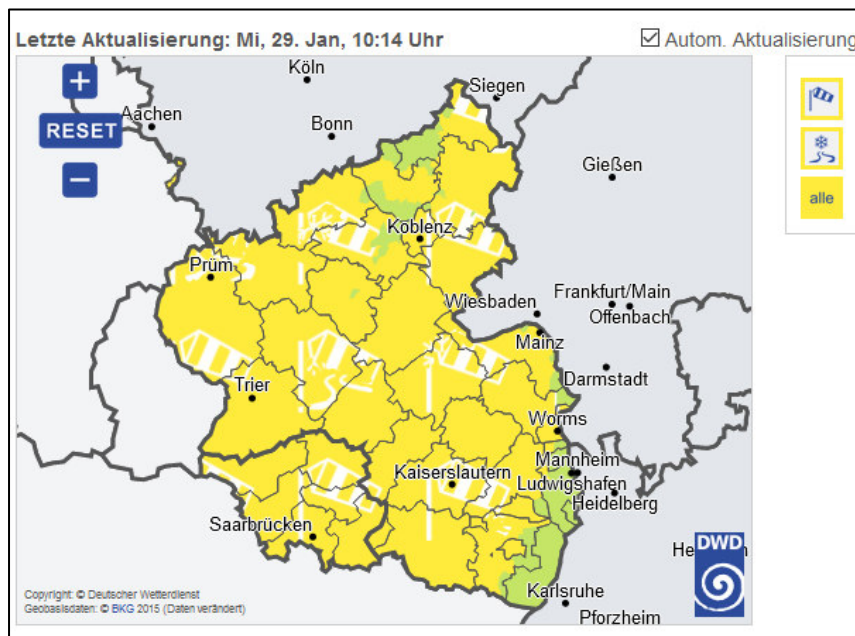 Letzte Aktualisierung: Mi, 29. Jan, 10:14 Uhr
Autom. Aktualisierung
+
RESET
−
Köln
Siegen
Aachen
Bonn
Gießen
alle
Koblenz
Prüm
Wiesbaden
Frankfurt/Main
Offenbach
Mainz
Darmstadt
Trier
Worms
Mannheim
Kaiserslautern
Ludwigshafen
Heidelberg
Saarbrücken
DWD
Karlsruhe
Pforzheim
Copyright: © Deutscher Wetterdienst
Geobasisdaten: © BKG 2015 (Daten verändert)